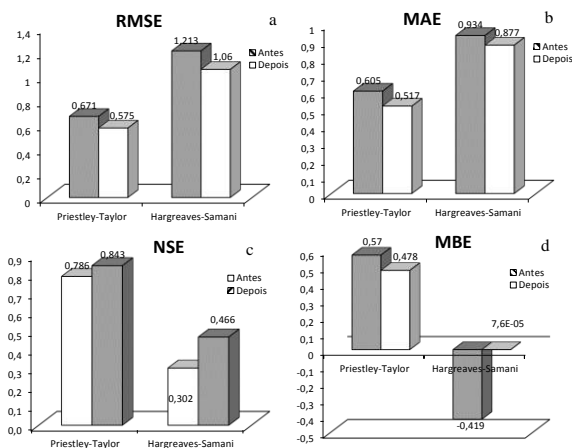 RMSE
a
1,4
1,2
1
0,8
0,6
0,4
0,2
0
0,671
0,575
1,213
1,06
Antes
Depois
Priestley-Taylor
Hargreaves-Samani
MAE
b
1
0,9
0,8
0,7
0,6
0,5
0,4
0,3
0,2
0,1
0
0,605
0,517
0,934
0,877
Antes
Depois
Priestley-Taylor
Hargreaves-Samani
NSE
c
0,9
0,8
0,7
0,6
0,5
0,4
0,3
0,2
0,1
0,0
0,786
0,843
0,302
0,466
Antes
Depois
Priestley-Taylor
Hargreaves-Samani
MBE
d
0,6
0,5
0,4
0,3
0,2
0,1
0
-0,1
-0,2
-0,3
-0,4
-0,5
0,57
0,478
-0,419
7,6E-05
Antes
Depois
Priestley-Taylor
Hargreaves-Samani